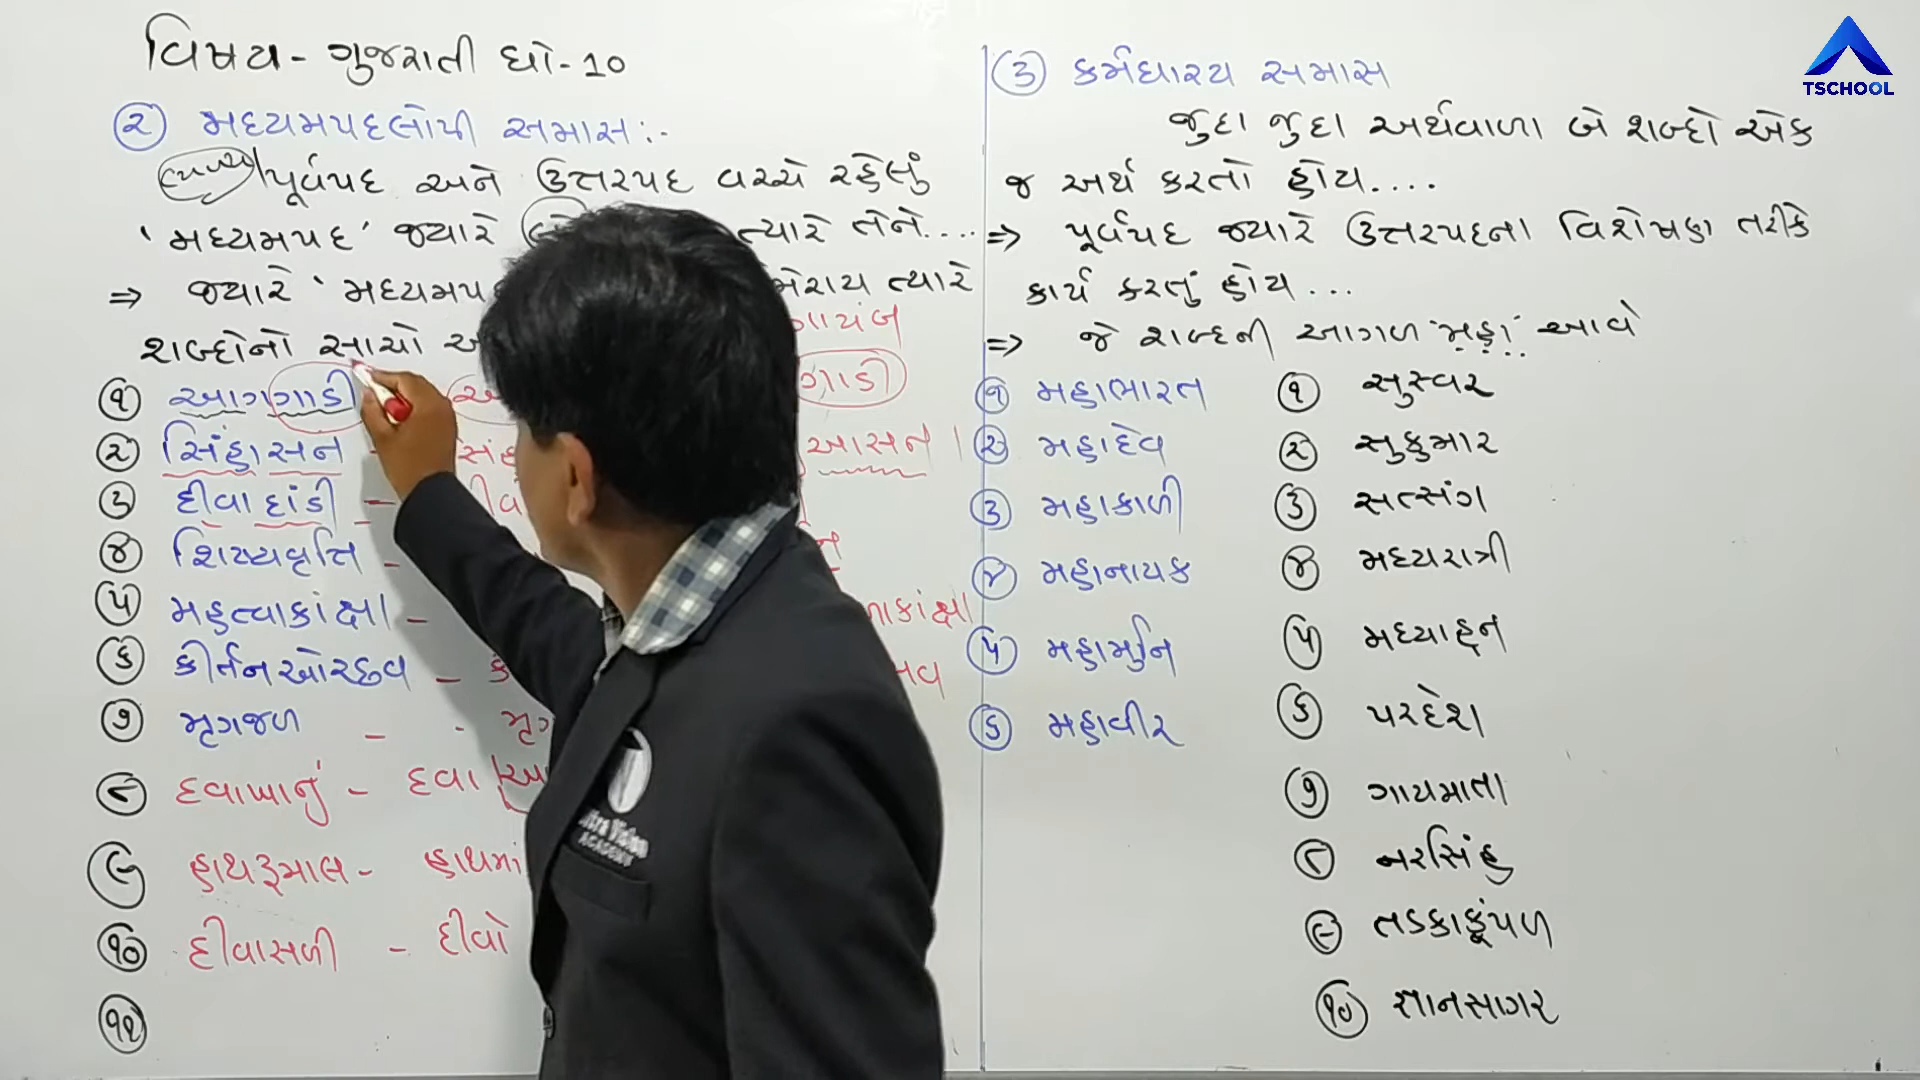 વિષય - ગુજરાતી ધો-10
૨ મધ્યમપદલોપી સમાસ:-
પૂર્વપદ અને ઉત્તરપદ વચ્ચે રહેલું
'મધ્યમપદ' જ્યારે ત્યારે તેને....
⇒ જ્યારે 'મધ્યમપ ત્યારે
શબ્દોનો સાચો
૧ આગગાડી ગાડી
૨ સિંહાસન - આસન
૩ દીવાદાંડી -
૪ શિષ્યવૃત્તિ -
૫ મહત્વાકાંક્ષા -
૬ કીર્તનઓચ્છવ -
૭ મૃગજળ -
૮ દવાખાનું - દવા
૯ હાથરૂમાલ - હાથમાં
૧૦ દીવાસળી - દીવો
૧૧
૩ કર્મધારય સમાસ
જુદા જુદા અર્થવાળા બે શબ્દો એક
જ અર્થ કરતો હોય....
⇒ પૂર્વપદ જ્યારે ઉત્તરપદના વિશેષણ તરીકે
કાર્ય કરતું હોય...
⇒ જે શબ્દની આગળ 'મહા' આવે
૧ મહાભારત
૨ મહાદેવ
૩ મહાકાળી
૪ મહાનાયક
૫ મહામુનિ
૬ મહાવીર
૧ સુસ્વર
૨ સુકુમાર
૩ સત્સંગ
૪ મધ્યરાત્રી
૫ મધ્યાહ્ન
૬ પરદેશ
૭ ગાયમાતા
૮ નરસિંહ
૯ તડકાકૂંપળ
૧૦ જ્ઞાનસાગર
TSCHOOL